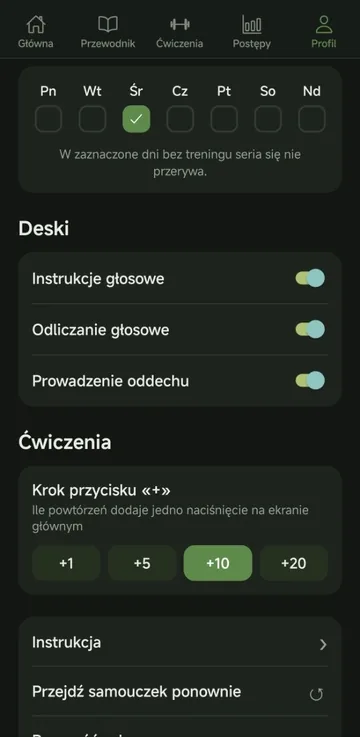 Główna Przewodnik Ćwiczenia Postępy Profil
Pn Wt Śr Cz Pt So Nd
W zaznaczone dni bez treningu seria się nie
przerywa.
Deski
Instrukcje głosowe
Odliczanie głosowe
Prowadzenie oddechu
Ćwiczenia
Krok przycisku «+»
Ile powtórzeń dodaje jedno naciśnięcie na ekranie
głównym
+1 +5 +10 +20
Instrukcja
Przejdź samouczek ponownie